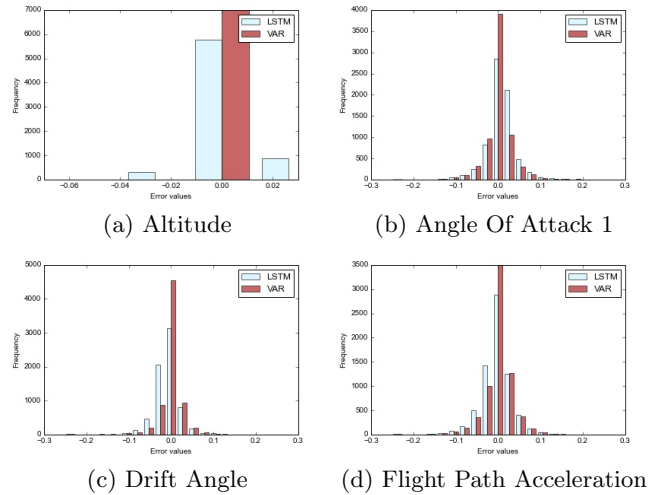 7000
6000
5000
4000
3000
2000
1000
0
Frequency
LSTM
VAR
−0.06 −0.04 −0.02 0.00 0.02
Error values
(a) Altitude
4000
3500
3000
2500
2000
1500
1000
500
0
Frequency
LSTM
VAR
−0.3 −0.2 −0.1 0.0 0.1 0.2 0.3
Error values
(b) Angle Of Attack 1
5000
4000
3000
2000
1000
0
Frequency
LSTM
VAR
−0.3 −0.2 −0.1 0.0 0.1 0.2 0.3
Error values
(c) Drift Angle
3500
3000
2500
2000
1500
1000
500
0
Frequency
LSTM
VAR
−0.3 −0.2 −0.1 0.0 0.1 0.2 0.3
Error values
(d) Flight Path Acceleration